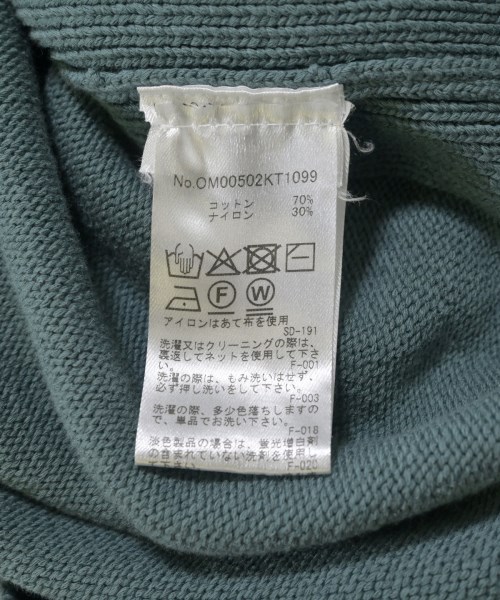 No.OM00502KT1099
コットン 70%
ナイロン 30%
F W
アイロンはあて布を使用
SD-191
洗濯又はクリーニングの際は、
裏返してネットを使用して下さ
い。 F-001
洗濯の際は、もみ洗いはせず、
必ず押し洗いをして下さい。
F-003
洗濯の際、多少色落ちしますの
で、単品でお洗い下さい。
F-018
淡色製品の場合は、蛍光増白剤
の含まれていない洗剤を使用し
て下さい。 F-020